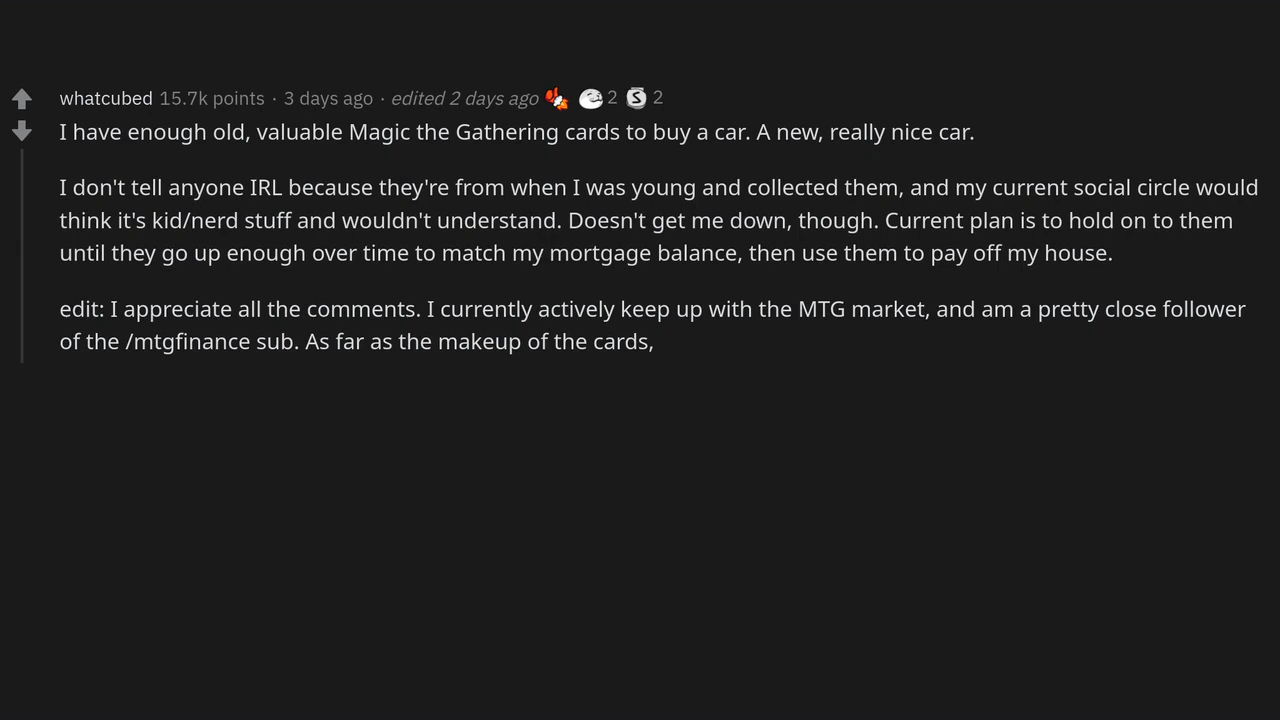 whatcubed 15.7k points · 3 days ago · edited 2 days ago 2 S 2
I have enough old, valuable Magic the Gathering cards to buy a car. A new, really nice car.
I don't tell anyone IRL because they're from when I was young and collected them, and my current social circle would
think it's kid/nerd stuff and wouldn't understand. Doesn't get me down, though. Current plan is to hold on to them
until they go up enough over time to match my mortgage balance, then use them to pay off my house.
edit: I appreciate all the comments. I currently actively keep up with the MTG market, and am a pretty close follower
of the /mtgfinance sub. As far as the makeup of the cards,